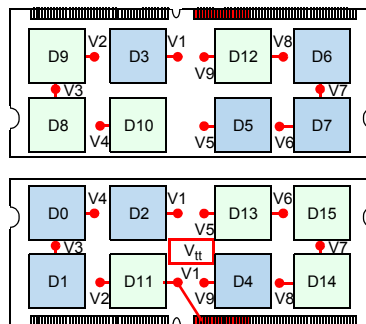 V2 V1 V8
D9 D3 D12 D6
V9
V3 V7
D8 D10 D5 D7
V4 V5 V6
V4 V1 V6
D0 D2 D13 D15
V5
V3 Vtt V7
D1 D11 V1 D4 D14
V2 V9 V8